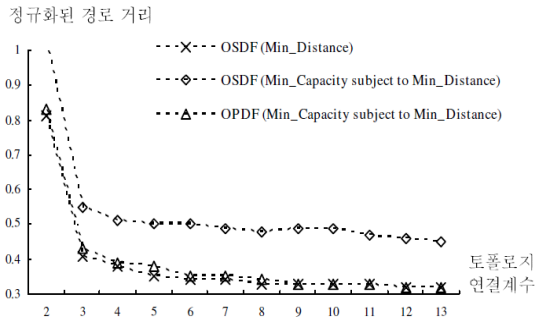 정규화된 경로 거리
OSDF (Min_Distance)
OSDF (Min_Capacity subject to Min_Distance)
OPDF (Min_Capacity subject to Min_Distance)
1
0.9
0.8
0.7
0.6
0.5
0.4
0.3
2 3 4 5 6 7 8 9 10 11 12 13
토폴로지
연결계수